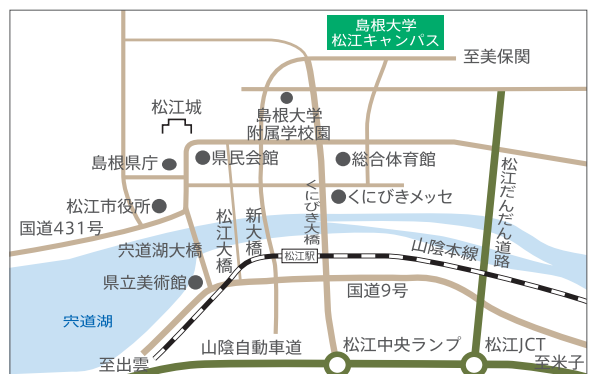 島根大学
松江キャンパス
至美保関
松江城
島根大学
附属学校園
島根県庁
県民会館
総合体育館
松江だんだん道路
くにびきメッセ
くにびき大橋
松江市役所
国道431号
松江大橋
新大橋
宍道湖大橋
山陰本線
松江駅
県立美術館
国道9号
宍道湖
山陰自動車道
松江中央ランプ
松江JCT
至出雲
至米子